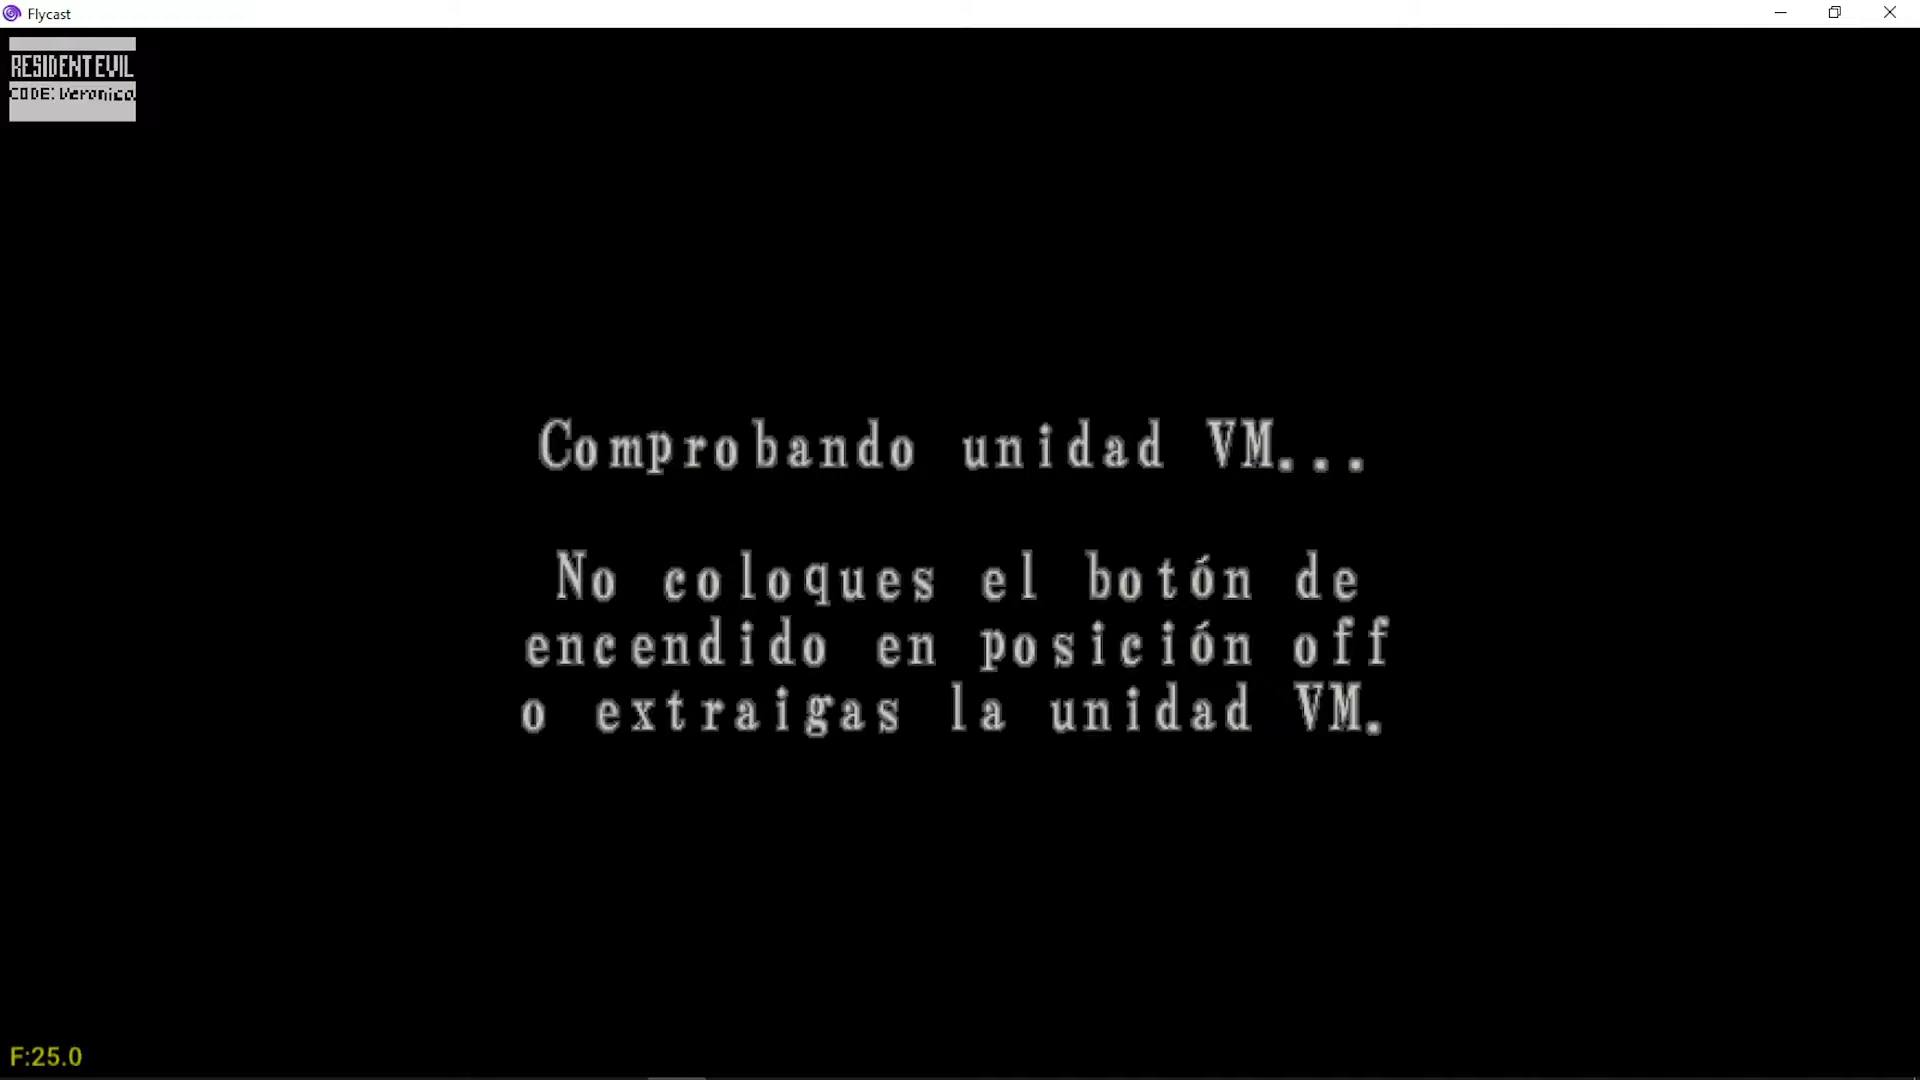 Flycast
RESIDENT EVIL
CODE:Veronica
Comprobando unidad VM...
No coloques el botón de
encendido en posición off
o extraigas la unidad VM.
F:25.0